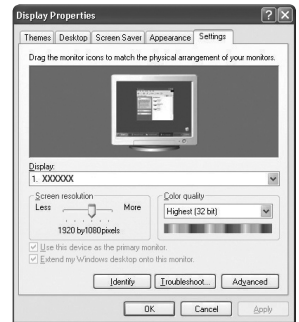 Display Properties
Themes Desktop Screen Saver Appearance Settings
Drag the monitor icons to match the physical arrangement of your monitors.
Display:
1. XXXXXX
Screen resolution
Less More
1920 by1080pixels
Color quality
Highest (32 bit)
Use this device as the primary monitor.
Extend my Windows desktop onto this monitor.
Identify Troubleshoot... Advanced
OK Cancel Apply